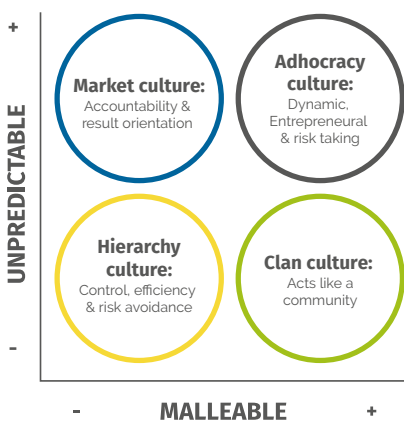 +
UNPREDICTABLE
-
Market culture:
Accountability &
result orientation
Adhocracy
culture:
Dynamic,
Entrepreneural
& risk taking
Hierarchy
culture:
Control, efficiency
& risk avoidance
Clan culture:
Acts like a
community
-
MALLEABLE
+